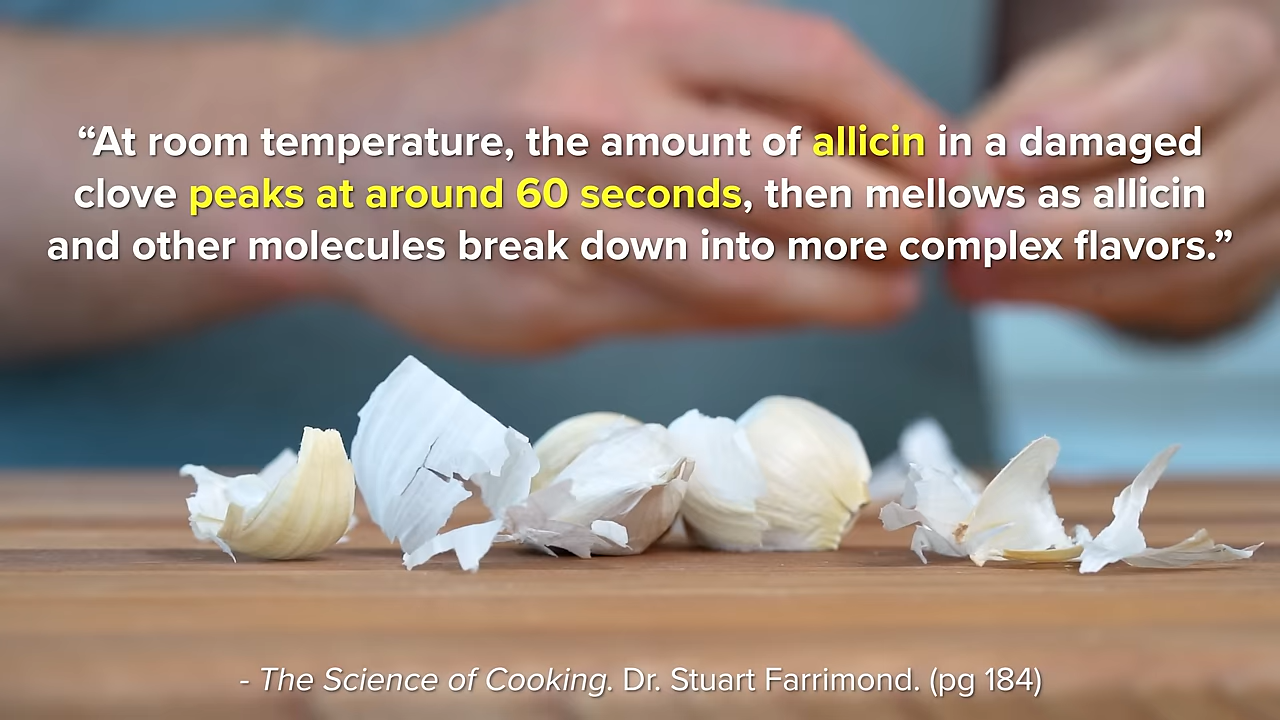 “At room temperature, the amount of allicin in a damaged
clove peaks at around 60 seconds, then mellows as allicin
and other molecules break down into more complex flavors.”
- The Science of Cooking. Dr. Stuart Farrimond. (pg 184)